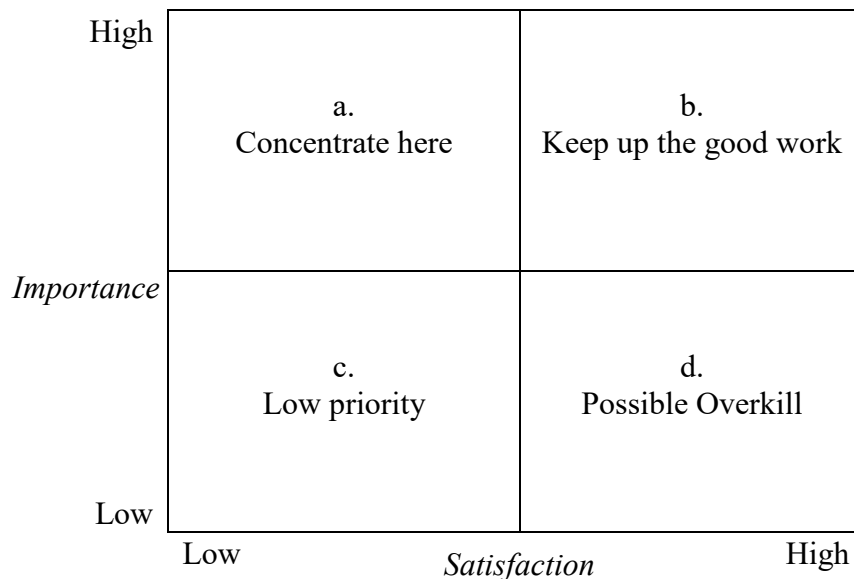 High
a.
Concentrate here
b.
Keep up the good work
Importance
c.
Low priority
d.
Possible Overkill
Low
Low
Satisfaction
High